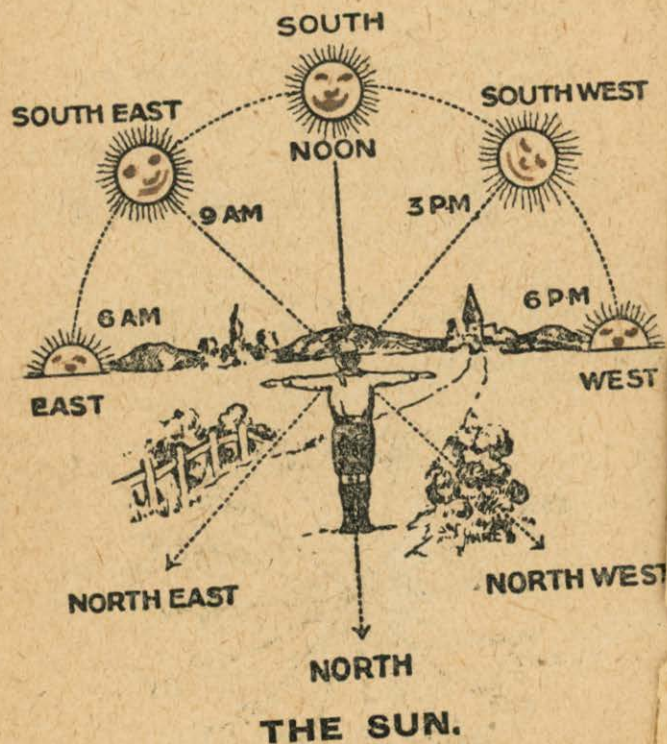 SOUTH
SOUTH EAST
SOUTH WEST
NOON
9 AM
3 PM
6 AM
6 PM
EAST
WEST
NORTH EAST
NORTH WEST
NORTH
THE SUN.